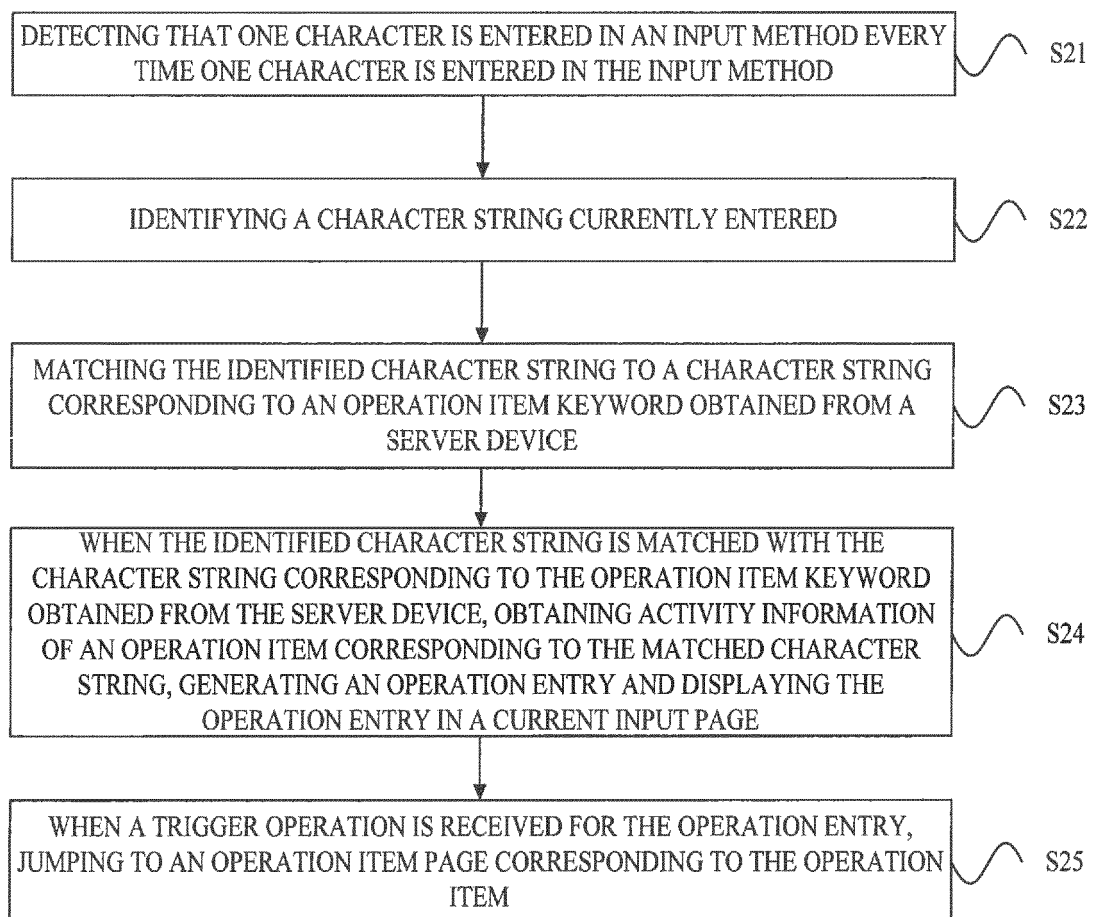 DETECTING THAT ONE CHARACTER IS ENTERED IN AN INPUT METHOD EVERY
TIME ONE CHARACTER IS ENTERED IN THE INPUT METHOD
S21
IDENTIFYING A CHARACTER STRING CURRENTLY ENTERED
S22
MATCHING THE IDENTIFIED CHARACTER STRING TO A CHARACTER STRING
CORRESPONDING TO AN OPERATION ITEM KEYWORD OBTAINED FROM A
SERVER DEVICE
S23
WHEN THE IDENTIFIED CHARACTER STRING IS MATCHED WITH THE
CHARACTER STRING CORRESPONDING TO THE OPERATION ITEM KEYWORD
OBTAINED FROM THE SERVER DEVICE, OBTAINING ACTIVITY INFORMATION
OF AN OPERATION ITEM CORRESPONDING TO THE MATCHED CHARACTER
STRING, GENERATING AN OPERATION ENTRY AND DISPLAYING THE
OPERATION ENTRY IN A CURRENT INPUT PAGE
S24
WHEN A TRIGGER OPERATION IS RECEIVED FOR THE OPERATION ENTRY,
JUMPING TO AN OPERATION ITEM PAGE CORRESPONDING TO THE OPERATION
ITEM
S25